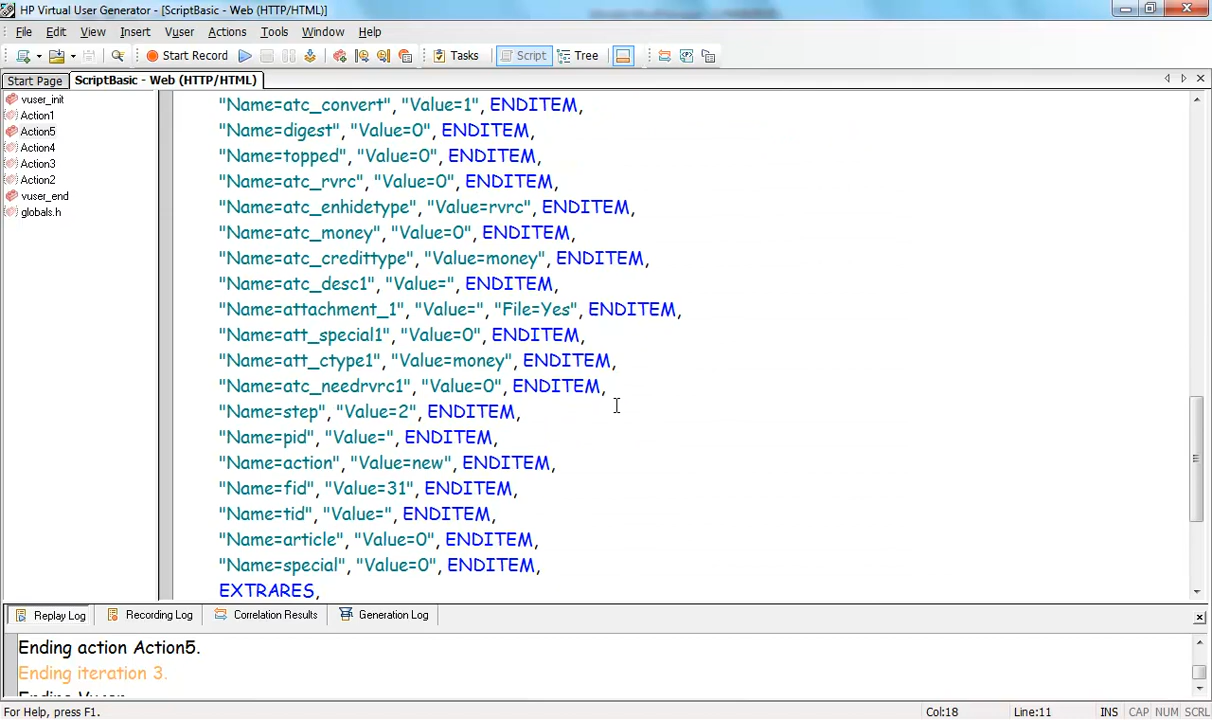 HP Virtual User Generator - [ScriptBasic - Web (HTTP/HTML)]
File Edit View Insert Vuser Actions Tools Window Help
Start Record Tasks Script Tree
Start Page ScriptBasic - Web (HTTP/HTML)
vuser_init
Action1
Action5
Action4
Action3
Action2
vuser_end
globals.h
"Name=atc_convert", "Value=1", ENDITEM,
"Name=digest", "Value=0", ENDITEM,
"Name=topped", "Value=0", ENDITEM,
"Name=atc_rvrc", "Value=0", ENDITEM,
"Name=atc_enhidetype", "Value=rvrc", ENDITEM,
"Name=atc_money", "Value=0", ENDITEM,
"Name=atc_credittype", "Value=money", ENDITEM,
"Name=atc_desc1", "Value=", ENDITEM,
"Name=attachment_1", "Value=", "File=Yes", ENDITEM,
"Name=att_special1", "Value=0", ENDITEM,
"Name=att_ctype1", "Value=money", ENDITEM,
"Name=atc_needrvrc1", "Value=0", ENDITEM,
"Name=step", "Value=2", ENDITEM,
"Name=pid", "Value=", ENDITEM,
"Name=action", "Value=new", ENDITEM,
"Name=fid", "Value=31", ENDITEM,
"Name=tid", "Value=", ENDITEM,
"Name=article", "Value=0", ENDITEM,
"Name=special", "Value=0", ENDITEM,
EXTRARES,
Replay Log Recording Log Correlation Results Generation Log
Ending action Action5.
Ending iteration 3.
Ending Vuser
For Help, press F1. Col:18 Line:11 INS CAP NUM SCRL